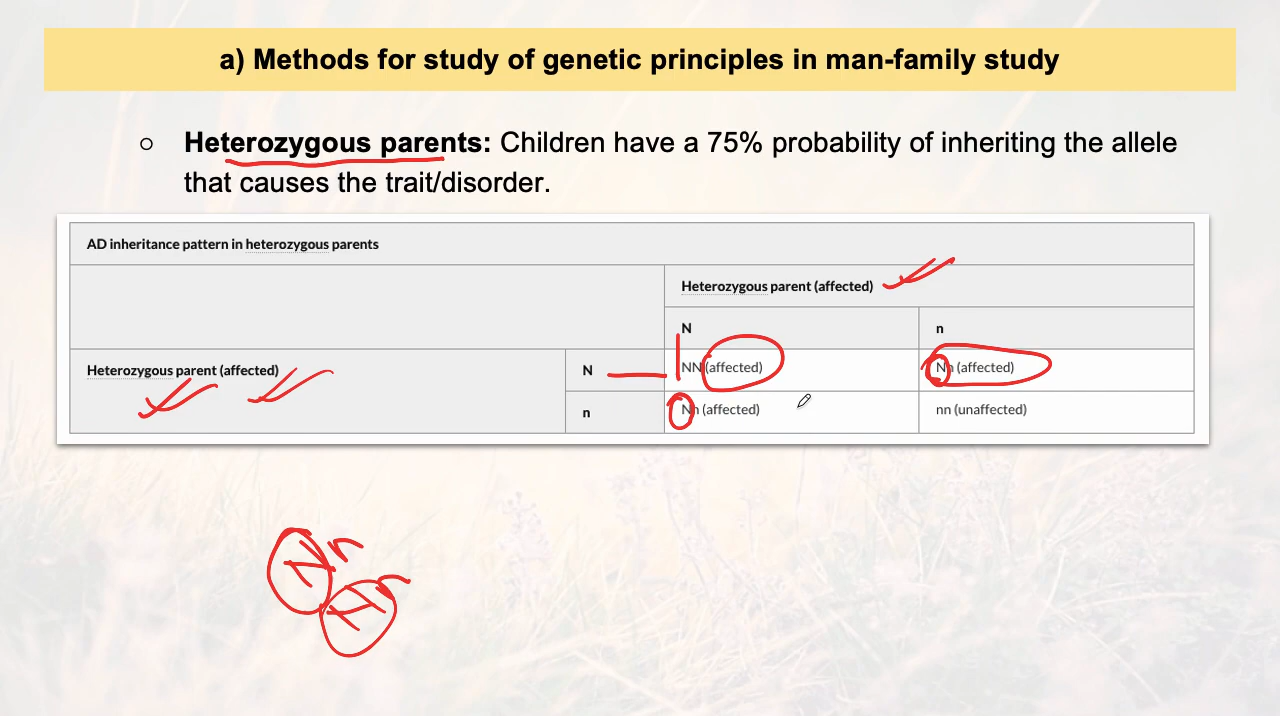 a) Methods for study of genetic principles in man-family study
○ Heterozygous parents: Children have a 75% probability of inheriting the allele
that causes the trait/disorder.
AD inheritance pattern in heterozygous parents
Heterozygous parent (affected)
N n
Heterozygous parent (affected) N NN (affected) Nn (affected)
n Nn (affected) nn (unaffected)
Nn
Nn